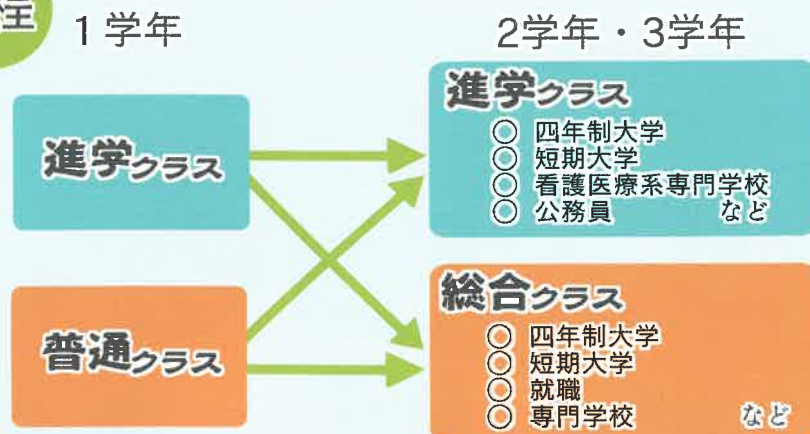 １学年
2学年・3学年
進学クラス
普通クラス
進学クラス
○ 四年制大学
○ 短期大学
○ 看護医療系専門学校
○ 公務員 など
総合クラス
○ 四年制大学
○ 短期大学
○ 就職
○ 専門学校 など